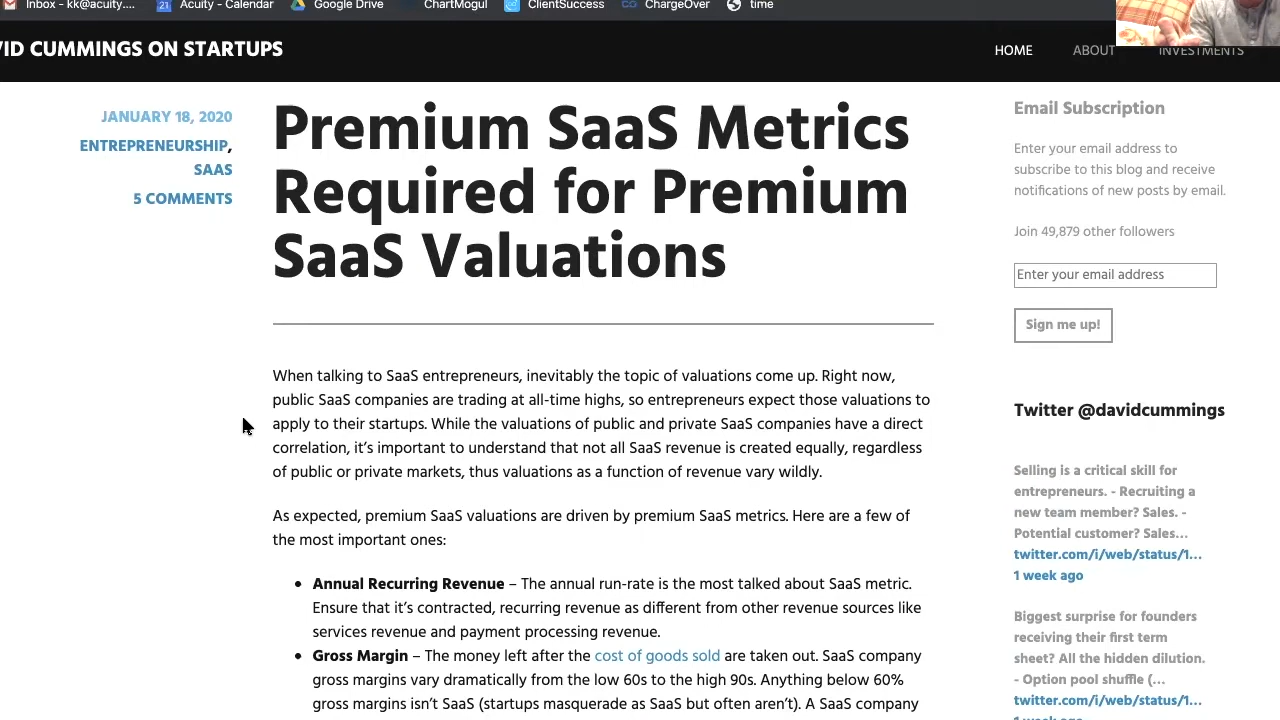 Inbox - kk@acuity.... Acuity - Calendar Google Drive ChartMogul ClientSuccess ChargeOver time
VID CUMMINGS ON STARTUPS
HOME ABOUT INVESTMENTS
JANUARY 18, 2020
ENTREPRENEURSHIP,
SAAS
5 COMMENTS
Premium SaaS Metrics
Required for Premium
SaaS Valuations
When talking to SaaS entrepreneurs, inevitably the topic of valuations come up. Right now,
public SaaS companies are trading at all-time highs, so entrepreneurs expect those valuations to
apply to their startups. While the valuations of public and private SaaS companies have a direct
correlation, it’s important to understand that not all SaaS revenue is created equally, regardless
of public or private markets, thus valuations as a function of revenue vary wildly.
As expected, premium SaaS valuations are driven by premium SaaS metrics. Here are a few of
the most important ones:
• Annual Recurring Revenue – The annual run-rate is the most talked about SaaS metric.
Ensure that it’s contracted, recurring revenue as different from other revenue sources like
services revenue and payment processing revenue.
• Gross Margin – The money left after the cost of goods sold are taken out. SaaS company
gross margins vary dramatically from the low 60s to the high 90s. Anything below 60%
gross margins isn’t SaaS (startups masquerade as SaaS but often aren’t). A SaaS company
Email Subscription
Enter your email address to
subscribe to this blog and receive
notifications of new posts by email.
Join 49,879 other followers
Enter your email address
Sign me up!
Twitter @davidcummings
Selling is a critical skill for
entrepreneurs. - Recruiting a
new team member? Sales. -
Potential customer? Sales...
twitter.com/i/web/status/1...
1 week ago
Biggest surprise for founders
receiving their first term
sheet? All the hidden dilution.
- Option pool shuffle (...
twitter.com/i/web/status/1...
1 week ago